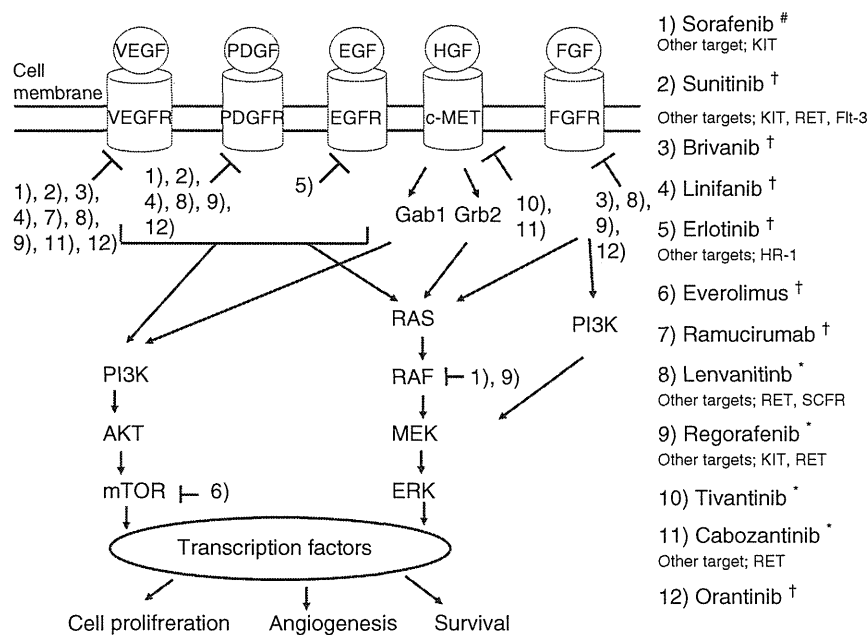 VEGF PDGF EGF HGF FGF
Cell
membrane
VEGFR PDGFR EGFR c-MET FGFR
1), 2), 3),
4), 7), 8),
9), 11), 12)
1), 2),
4), 8), 9),
12)
5)
Gab1 Grb2
10),
11)
3), 8),
9),
12)
RAS
PI3K
PI3K
RAF
1), 9)
AKT
MEK
mTOR
6)
ERK
Transcription factors
Cell prolifreration Angiogenesis Survival
1) Sorafenib #
Other target; KIT
2) Sunitinib †
Other targets; KIT, RET, Flt-3
3) Brivanib †
4) Linifanib †
5) Erlotinib †
Other targets; HR-1
6) Everolimus †
7) Ramucirumab †
8) Lenvanitinb *
Other targets; RET, SCFR
9) Regorafenib *
Other targets; KIT, RET
10) Tivantinib *
11) Cabozantinib *
Other target; RET
12) Orantinib †